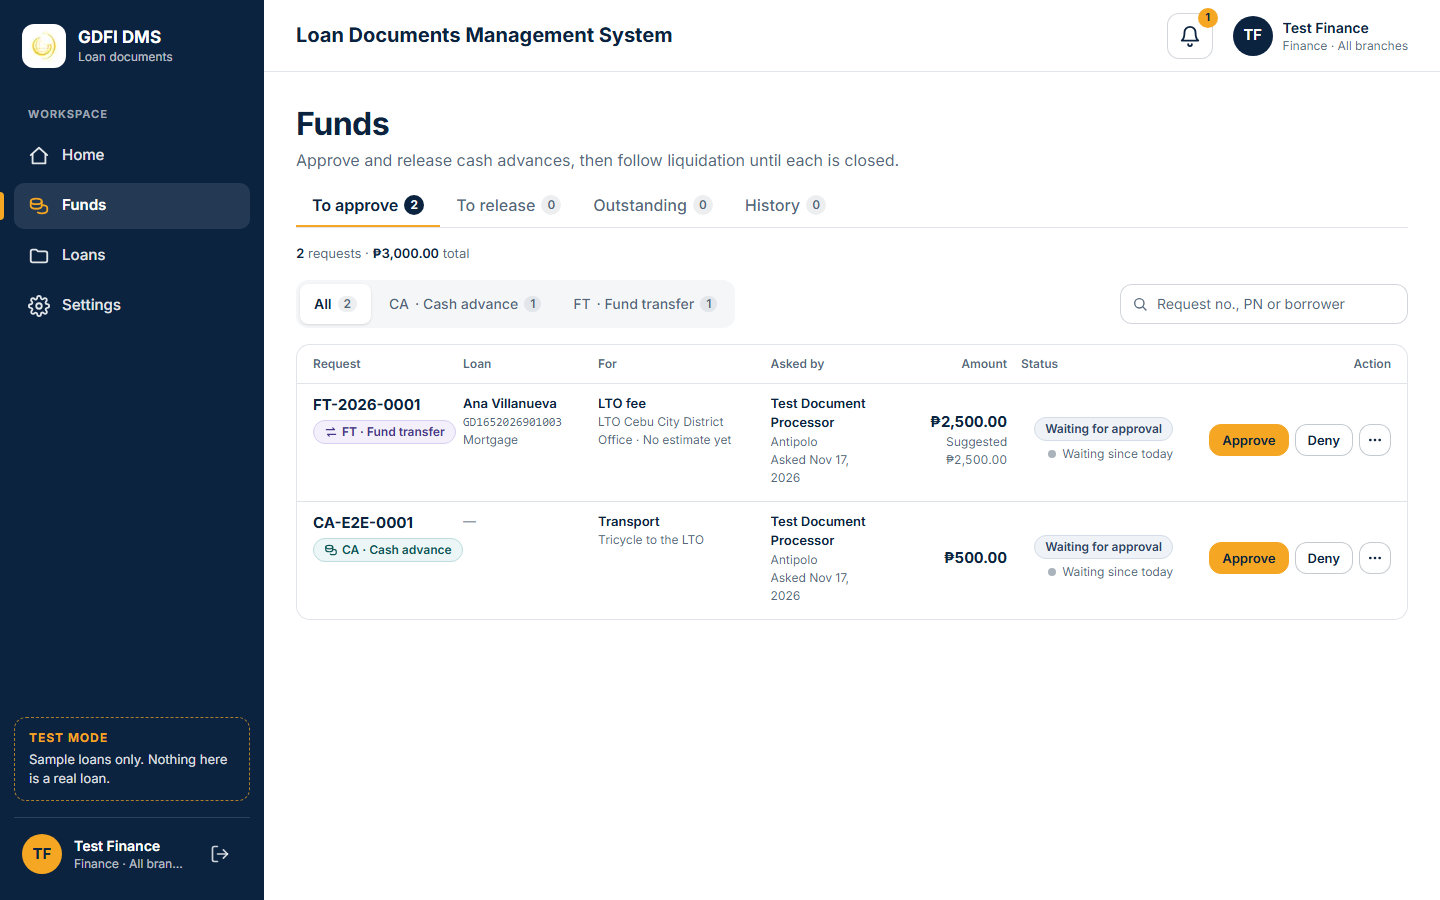 GDFI DMS
Loan documents
WORKSPACE
Home
Funds
Loans
Settings
TEST MODE
Sample loans only. Nothing here
is a real loan.
TF
Test Finance
Finance · All bran...
Loan Documents Management System
1
TF
Test Finance
Finance · All branches
Funds
Approve and release cash advances, then follow liquidation until each is closed.
To approve 2
To release 0
Outstanding 0
History 0
2 requests · ₱3,000.00 total
All 2
CA · Cash advance 1
FT · Fund transfer 1
Request no., PN or borrower
Request Loan For Asked by Amount Status Action
FT-2026-0001
FT · Fund transfer
Ana Villanueva
GD1652026901003
Mortgage
LTO fee
LTO Cebu City District
Office · No estimate yet
Test Document
Processor
Antipolo
Asked Nov 17,
2026
₱2,500.00
Suggested
₱2,500.00
Waiting for approval
Waiting since today
Approve Deny ...
CA-E2E-0001
CA · Cash advance
—
Transport
Tricycle to the LTO
Test Document
Processor
Antipolo
Asked Nov 17,
2026
₱500.00
Waiting for approval
Waiting since today
Approve Deny ...